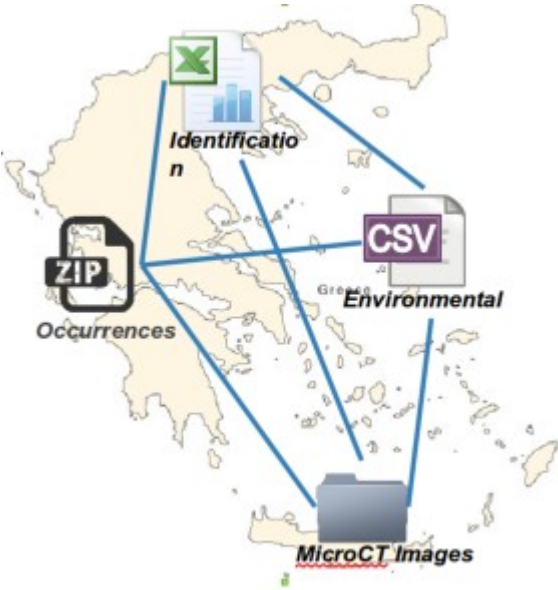 Identificatio
n
CSV
ZIP
Greece
Environmental
Occurrences
MicroCT Images